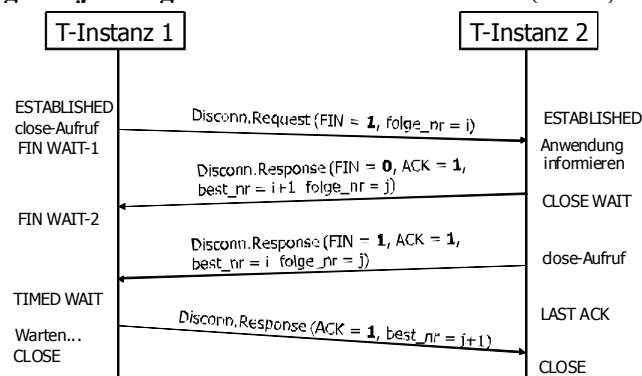 T-Instanz 1
T-Instanz 2
ESTABLISHED
close-Aufruf
FIN WAIT-1
Disconn.Request (FIN = 1, folge_nr = i)
ESTABLISHED
Anwendung
informieren
Disconn.Response (FIN = 0, ACK = 1,
best_nr = i+1 folge_nr = j)
CLOSE WAIT
FIN WAIT-2
Disconn.Response (FIN = 1, ACK = 1,
best_nr = i folge_nr = j)
close-Aufruf
TIMED WAIT
LAST ACK
Disconn.Response (ACK = 1, best_nr = j+1)
Warten...
CLOSE
CLOSE